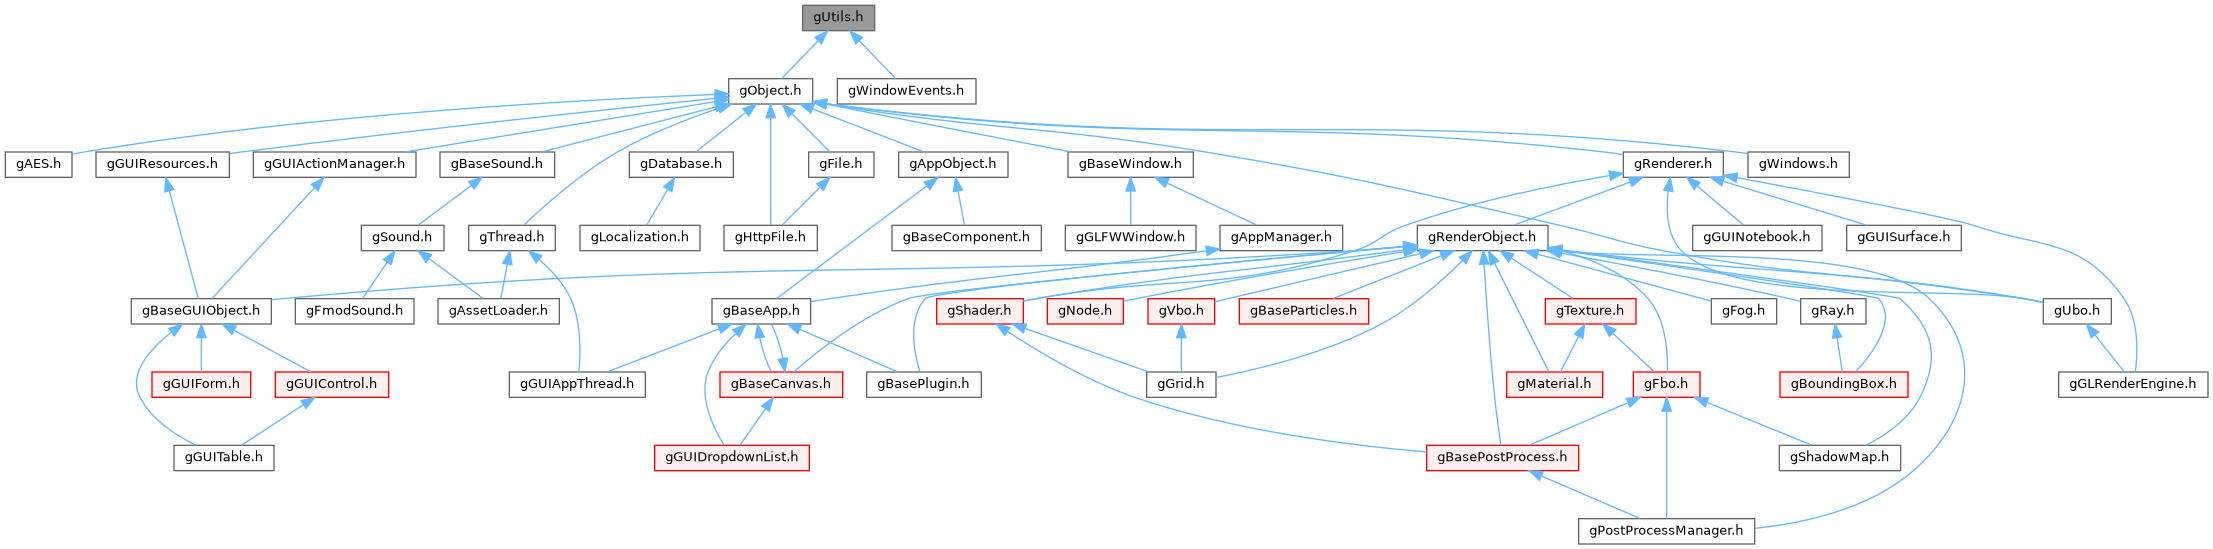 gUtils.h
gObject.h
gWindowEvents.h
gAES.h
gGUIResources.h
gGUIActionManager.h
gBaseSound.h
gDatabase.h
gFile.h
gAppObject.h
gBaseWindow.h
gRenderer.h
gWindows.h
gSound.h
gThread.h
gLocalization.h
gHttpFile.h
gBaseComponent.h
gGLFWWindow.h
gAppManager.h
gRenderObject.h
gGUINotebook.h
gGUISurface.h
gBaseGUIObject.h
gFmodSound.h
gAssetLoader.h
gBaseApp.h
gShader.h
gNode.h
gVbo.h
gBaseParticles.h
gTexture.h
gFog.h
gRay.h
gUbo.h
gGUIForm.h
gGUIControl.h
gGUIAppThread.h
gBaseCanvas.h
gBasePlugin.h
gGrid.h
gMaterial.h
gFbo.h
gBoundingBox.h
gGLRenderEngine.h
gGUITable.h
gGUIDropdownList.h
gBasePostProcess.h
gShadowMap.h
gPostProcessManager.h